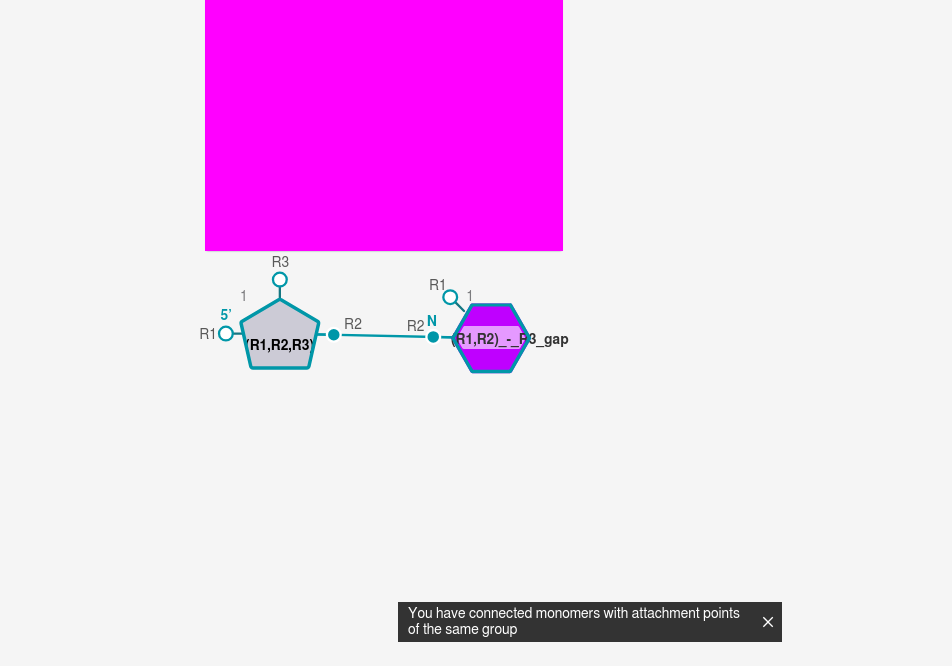 R3
1
5’
R1
(R1,R2,R3)
R2
R2
N
R1
1
(R1,R2)_-_R3_gap
You have connected monomers with attachment points
of the same group